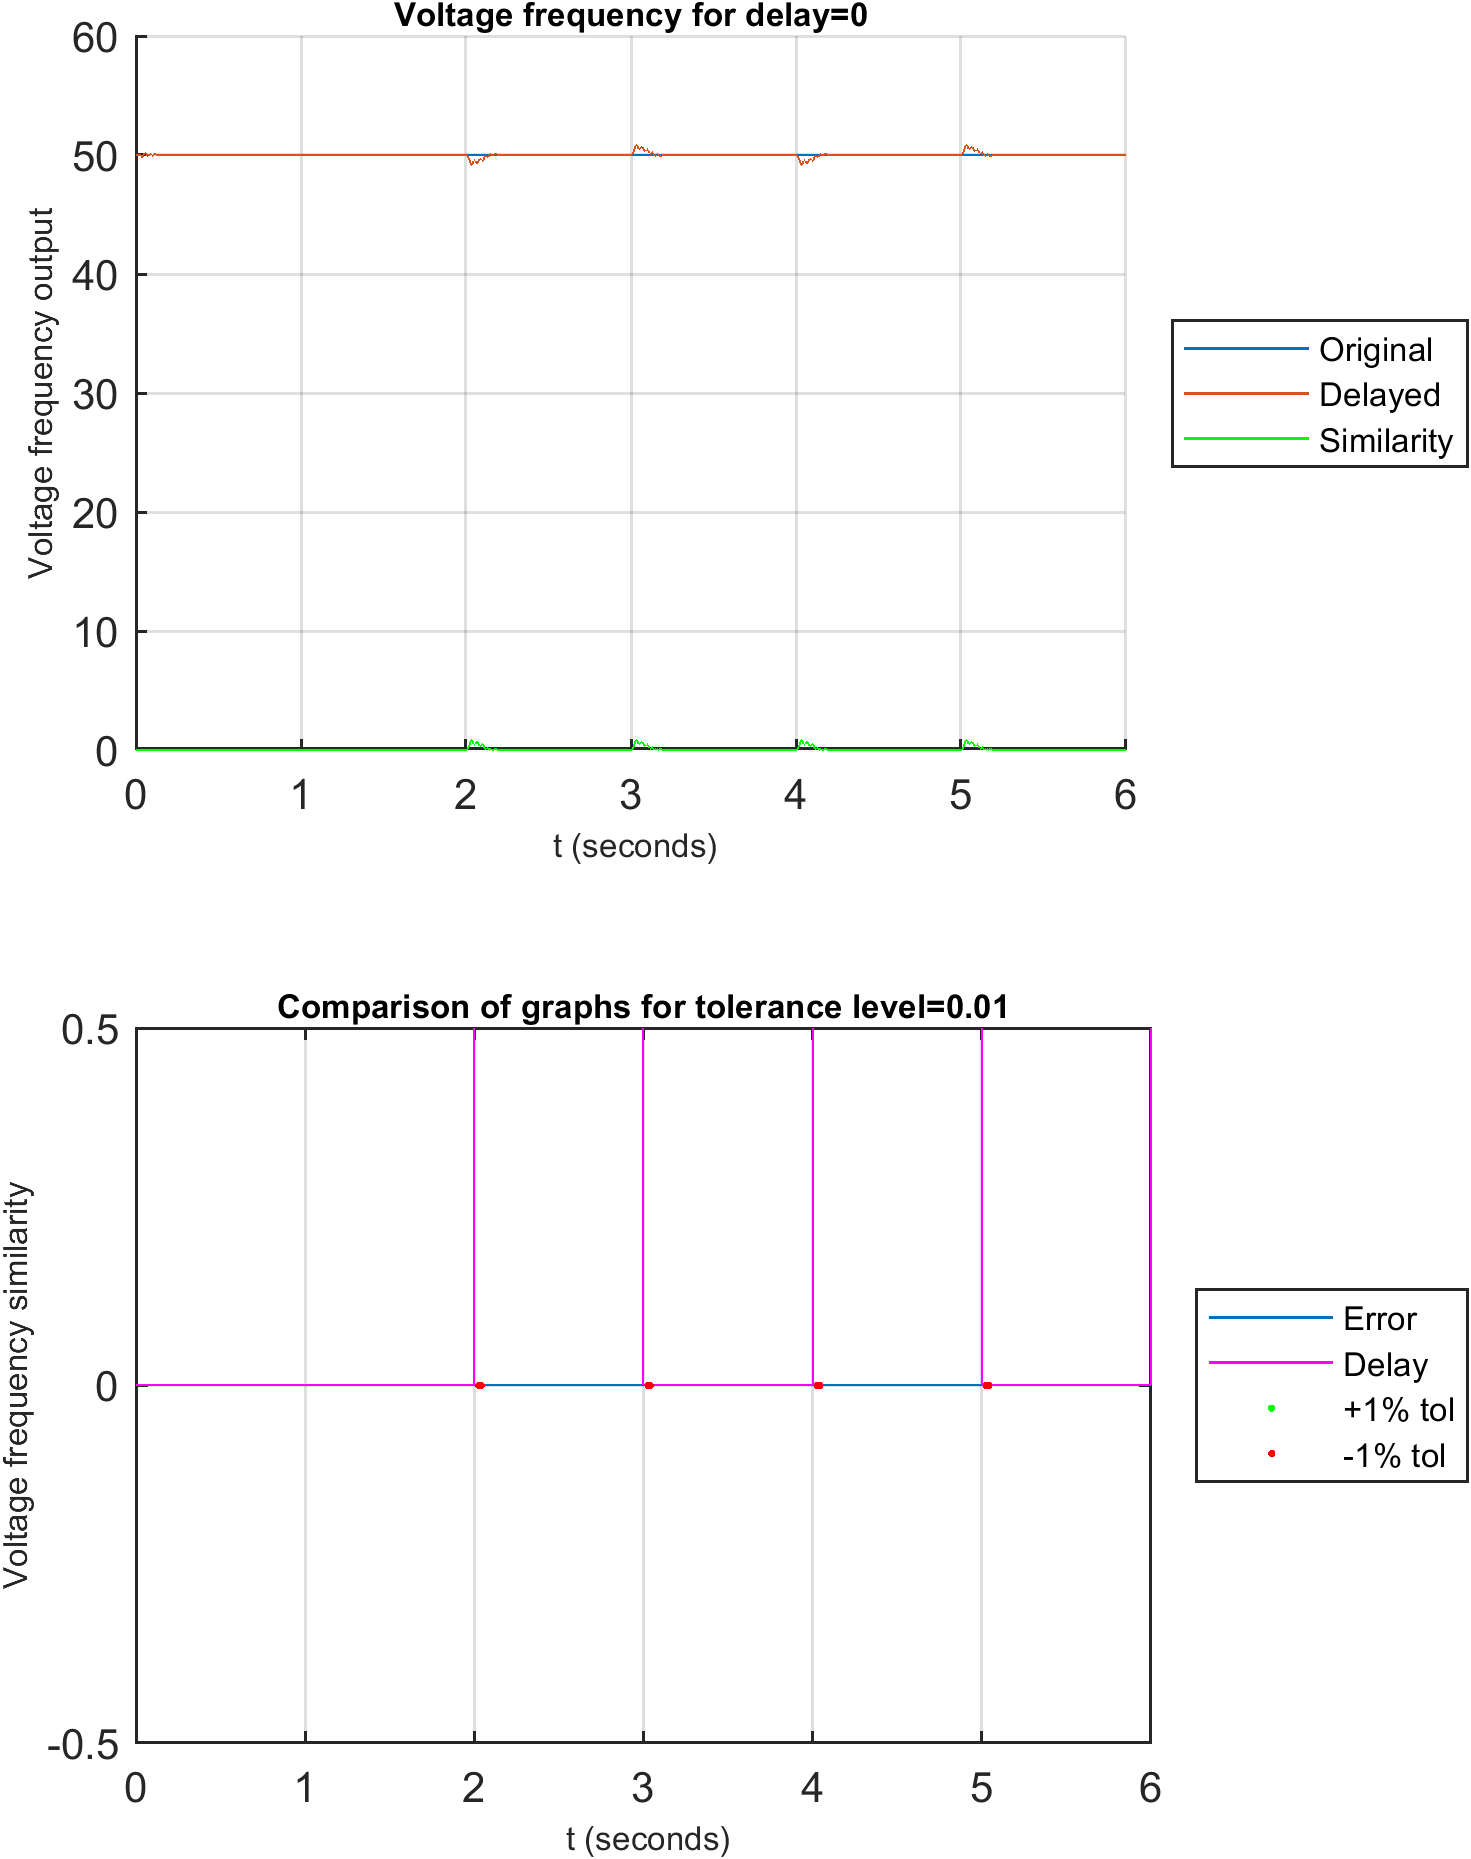 Voltage frequency for delay=0
60
50
40
30
20
10
0
Voltage frequency output
0 1 2 3 4 5 6
t (seconds)
Original
Delayed
Similarity
Comparison of graphs for tolerance level=0.01
0.5
0
-0.5
Voltage frequency similarity
0 1 2 3 4 5 6
t (seconds)
Error
Delay
+1% tol
-1% tol